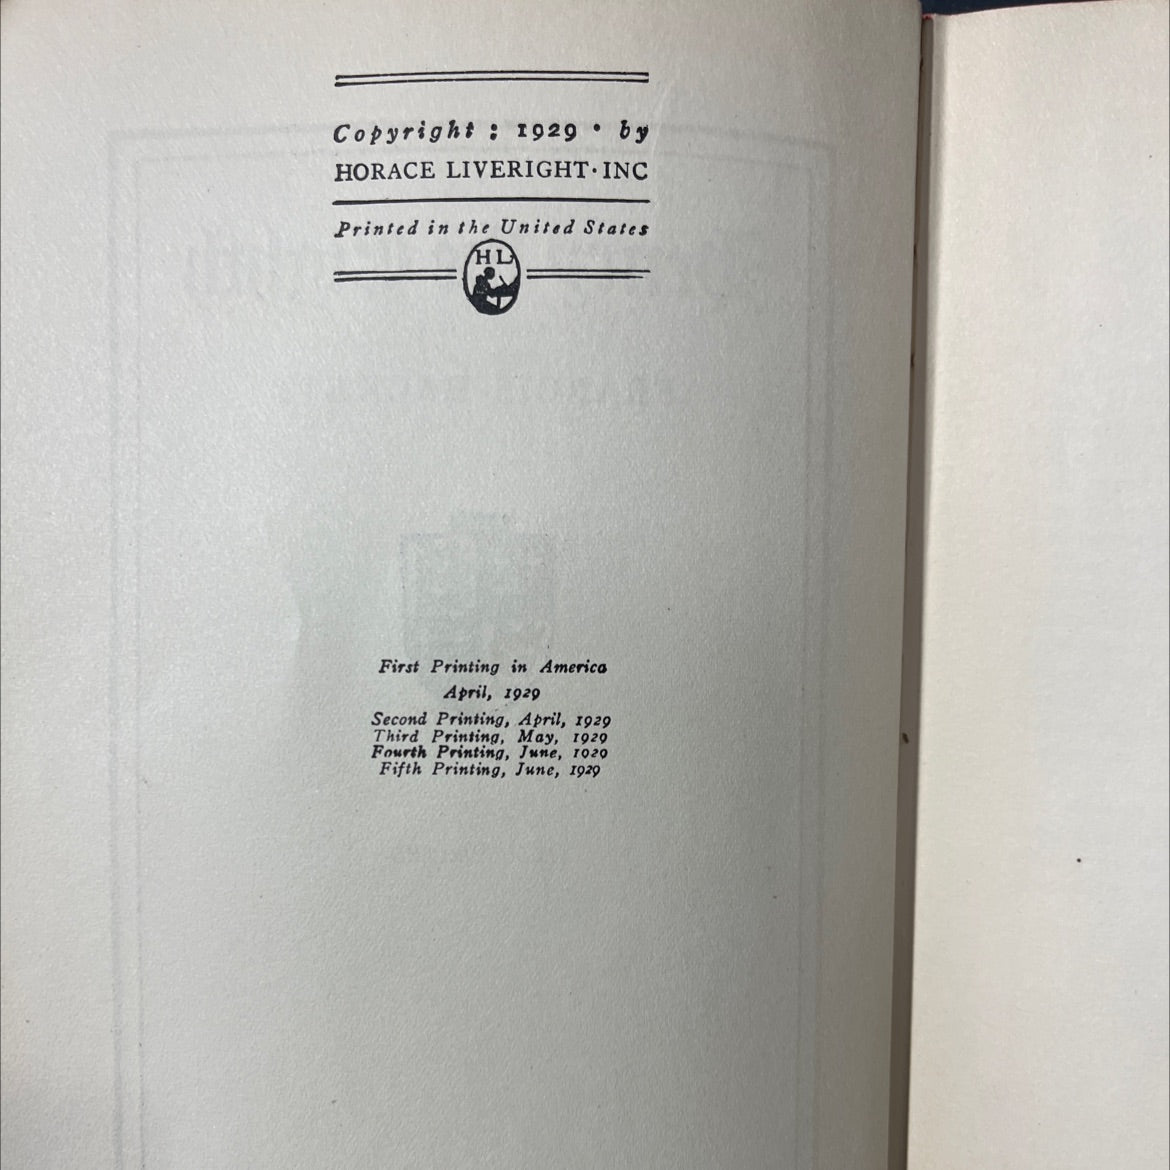 Copyright : 1929 · by
HORACE LIVERIGHT · INC
Printed in the United States
H L
First Printing in America
April, 1929
Second Printing, April, 1929
Third Printing, May, 1929
Fourth Printing, June, 1929
Fifth Printing, June, 1929